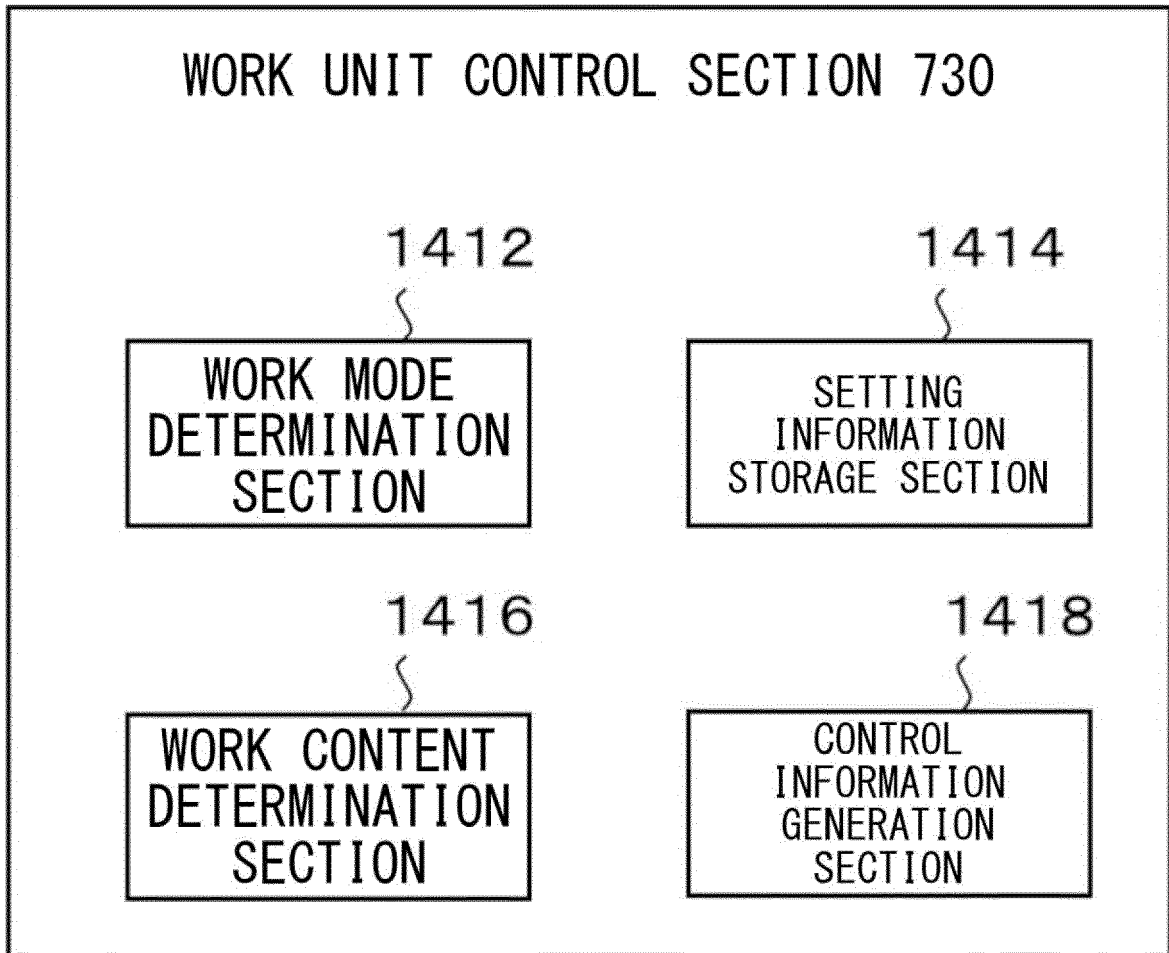 WORK UNIT CONTROL SECTION 730
1412
WORK MODE
DETERMINATION
SECTION
1414
SETTING
INFORMATION
STORAGE SECTION
1416
WORK CONTENT
DETERMINATION
SECTION
1418
CONTROL
INFORMATION
GENERATION
SECTION